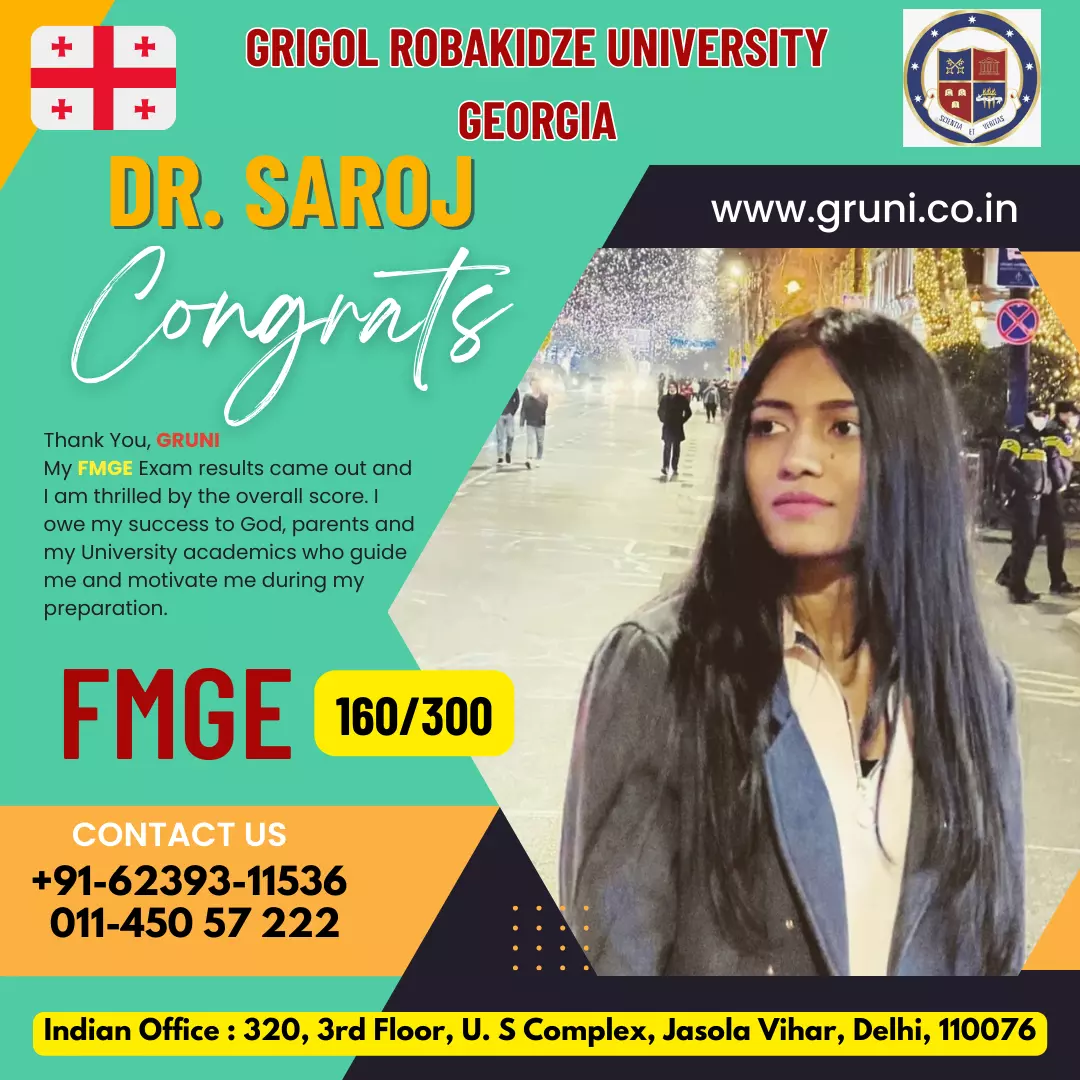 GRIGOL ROBAKIDZE UNIVERSITY
GEORGIA
SCIENTIA ET VERITAS
DR. SAROJ
Congrats
www.gruni.co.in
Thank You, GRUNI
My FMGE Exam results came out and
I am thrilled by the overall score. I
owe my success to God, parents and
my University academics who guide
me and motivate me during my
preparation.
FMGE
160/300
CONTACT US
+91-62393-11536
011-450 57 222
Indian Office : 320, 3rd Floor, U. S Complex, Jasola Vihar, Delhi, 110076